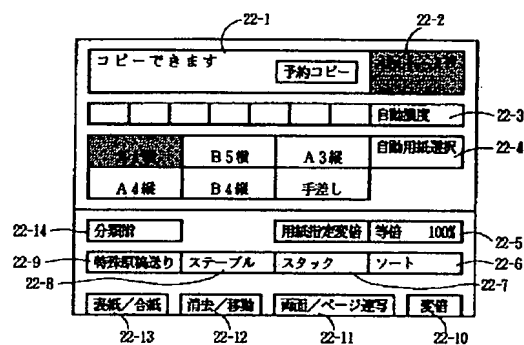 22-1
22-2
コピーできます
予約コピー
自動濃度
22-3
B5横
A3縦
自動用紙選択
22-4
A4縦
B4縦
手差し
22-14
用紙指定変倍
等倍 100%
22-5
22-9
特殊原稿送り
ステープル
スタック
ソート
22-6
22-8
22-7
表紙/合紙
消去/移動
両面/ページ連写
変倍
22-13
22-12
22-11
22-10